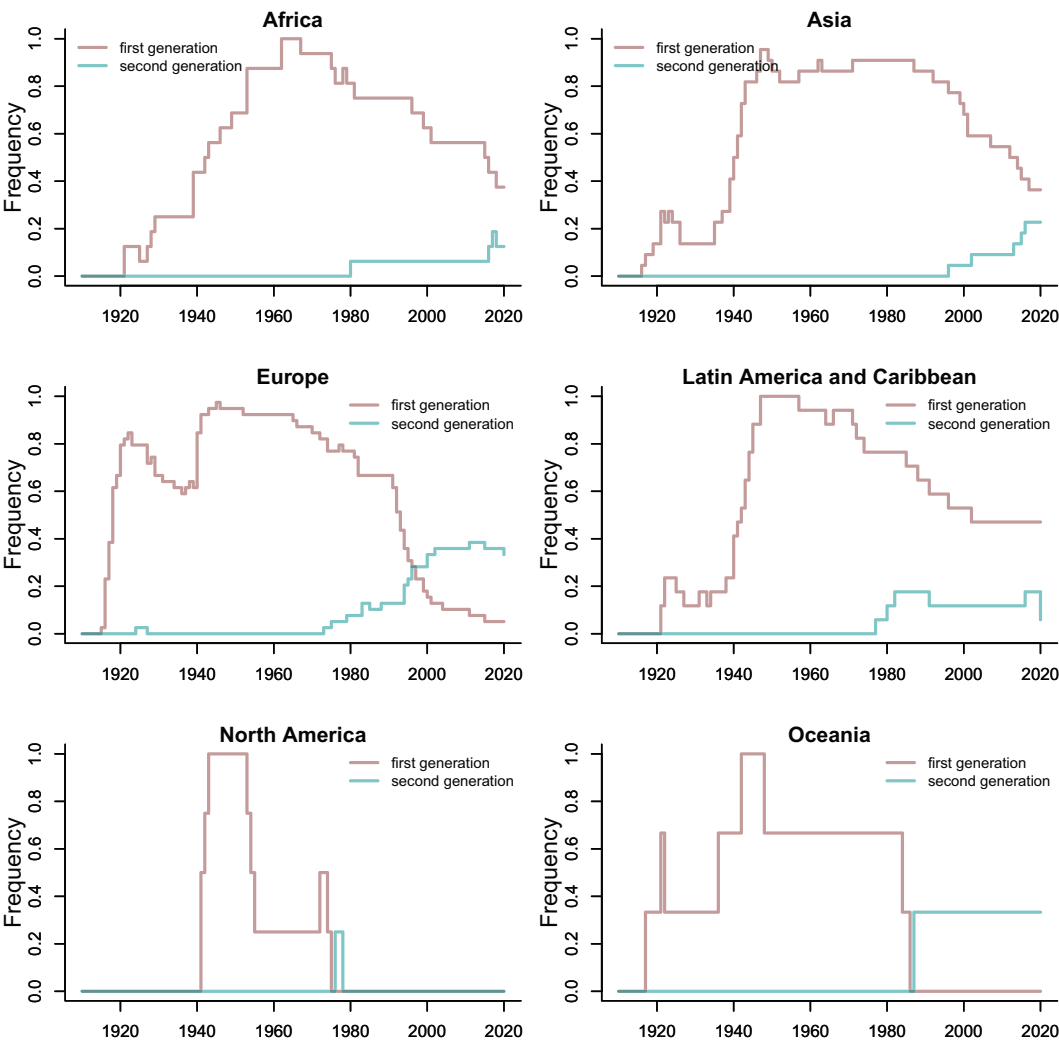 Africa
first generation
second generation
Frequency
0.0 0.2 0.4 0.6 0.8 1.0
1920 1940 1960 1980 2000 2020
Asia
first generation
second generation
Frequency
0.0 0.2 0.4 0.6 0.8 1.0
1920 1940 1960 1980 2000 2020
Europe
first generation
second generation
Frequency
0.0 0.2 0.4 0.6 0.8 1.0
1920 1940 1960 1980 2000 2020
Latin America and Caribbean
first generation
second generation
Frequency
0.0 0.2 0.4 0.6 0.8 1.0
1920 1940 1960 1980 2000 2020
North America
first generation
second generation
Frequency
0.0 0.2 0.4 0.6 0.8 1.0
1920 1940 1960 1980 2000 2020
Oceania
first generation
second generation
Frequency
0.0 0.2 0.4 0.6 0.8 1.0
1920 1940 1960 1980 2000 2020